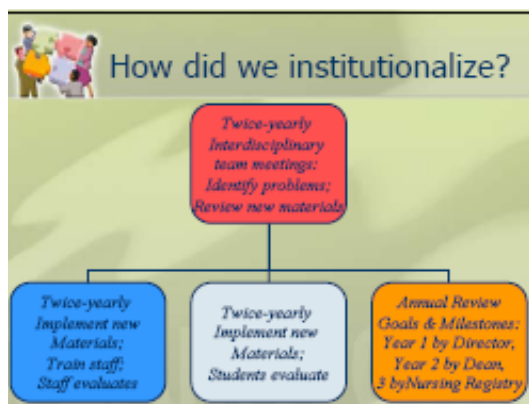 How did we institutionalize?
Twice-yearly
Interdisciplinary
team meetings:
Identify problems;
Review new materials
Twice-yearly
Implement new
Materials;
Train staff;
Staff evaluates
Twice-yearly
Implement new
Materials;
Students evaluate
Annual Review
Goals & Milestones:
Year 1 by Director,
Year 2 by Dean,
3 byNursing Registry